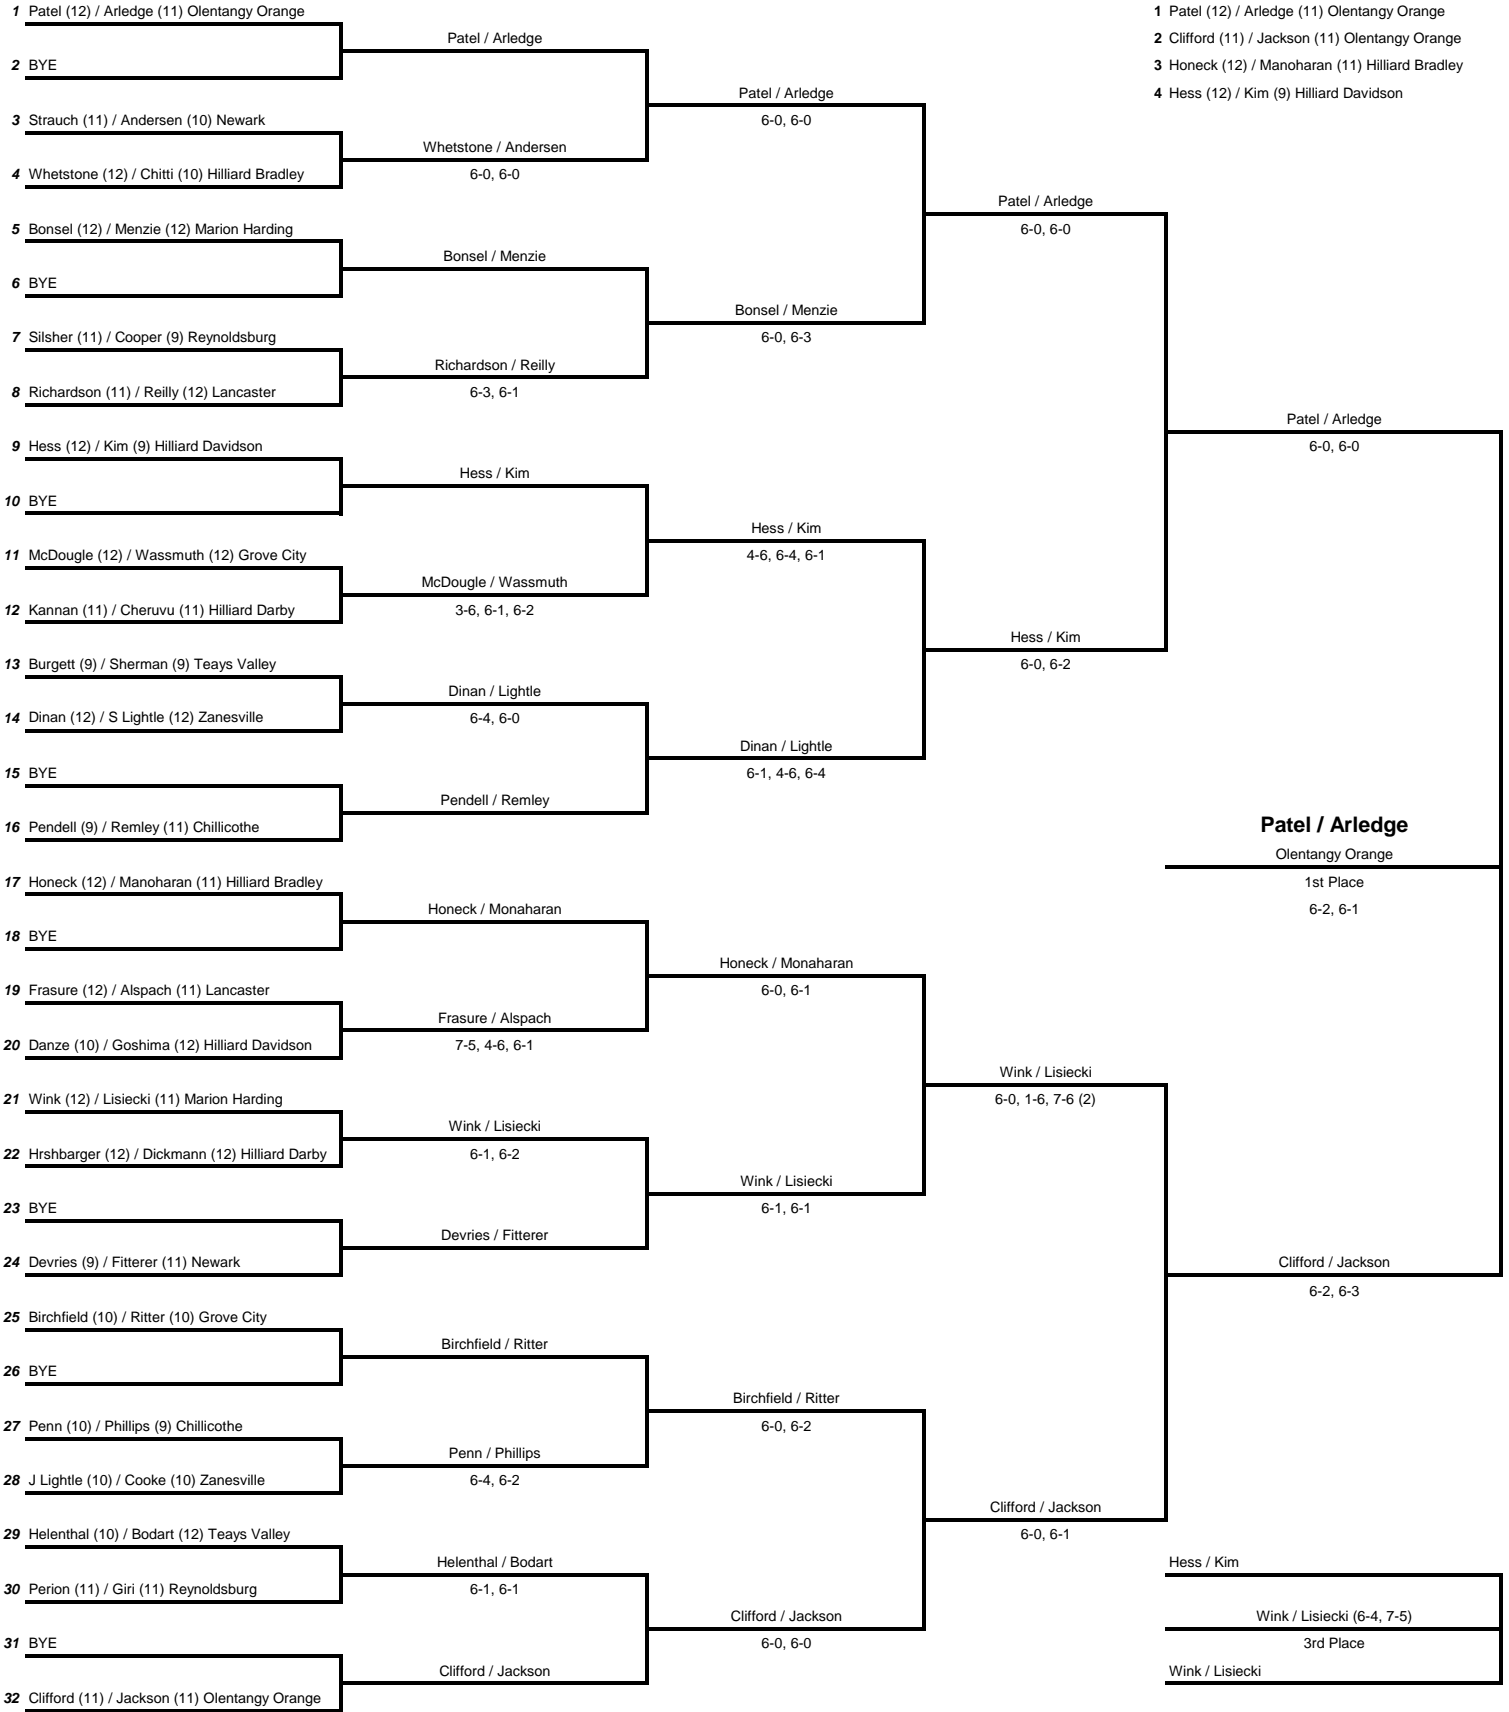 1 Patel (12) / Arledge (11) Olentangy Orange
2 BYE
3 Strauch (11) / Andersen (10) Newark
4 Whetstone (12) / Chitti (10) Hilliard Bradley
5 Bonsel (12) / Menzie (12) Marion Harding
6 BYE
7 Silsher (11) / Cooper (9) Reynoldsburg
8 Richardson (11) / Reilly (12) Lancaster
9 Hess (12) / Kim (9) Hilliard Davidson
10 BYE
11 McDougle (12) / Wassmuth (12) Grove City
12 Kannan (11) / Cheruvu (11) Hilliard Darby
13 Burgett (9) / Sherman (9) Teays Valley
14 Dinan (12) / S Lightle (12) Zanesville
15 BYE
16 Pendell (9) / Remley (11) Chillicothe
17 Honeck (12) / Manoharan (11) Hilliard Bradley
18 BYE
19 Frasure (12) / Alspach (11) Lancaster
20 Danze (10) / Goshima (12) Hilliard Davidson
21 Wink (12) / Lisiecki (11) Marion Harding
22 Hrshbarger (12) / Dickmann (12) Hilliard Darby
23 BYE
24 Devries (9) / Fitterer (11) Newark
25 Birchfield (10) / Ritter (10) Grove City
26 BYE
27 Penn (10) / Phillips (9) Chillicothe
28 J Lightle (10) / Cooke (10) Zanesville
29 Helenthal (10) / Bodart (12) Teays Valley
30 Perion (11) / Giri (11) Reynoldsburg
31 BYE
32 Clifford (11) / Jackson (11) Olentangy Orange
Patel / Arledge
Whetstone / Andersen
6-0, 6-0
Bonsel / Menzie
Richardson / Reilly
6-3, 6-1
Hess / Kim
McDougle / Wassmuth
3-6, 6-1, 6-2
Dinan / Lightle
6-4, 6-0
Pendell / Remley
Honeck / Monaharan
Frasure / Alspach
7-5, 4-6, 6-1
Wink / Lisiecki
6-1, 6-2
Devries / Fitterer
Birchfield / Ritter
Penn / Phillips
6-4, 6-2
Helenthal / Bodart
6-1, 6-1
Clifford / Jackson
Patel / Arledge
6-0, 6-0
Bonsel / Menzie
6-0, 6-3
Hess / Kim
4-6, 6-4, 6-1
Dinan / Lightle
6-1, 4-6, 6-4
Honeck / Monaharan
6-0, 6-1
Wink / Lisiecki
6-1, 6-1
Birchfield / Ritter
6-0, 6-2
Clifford / Jackson
6-0, 6-0
Patel / Arledge
6-0, 6-0
Hess / Kim
6-0, 6-2
Wink / Lisiecki
6-0, 1-6, 7-6 (2)
Clifford / Jackson
6-0, 6-1
1 Patel (12) / Arledge (11) Olentangy Orange
2 Clifford (11) / Jackson (11) Olentangy Orange
3 Honeck (12) / Manoharan (11) Hilliard Bradley
4 Hess (12) / Kim (9) Hilliard Davidson
Patel / Arledge
6-0, 6-0
Patel / Arledge
Olentangy Orange
1st Place
6-2, 6-1
Clifford / Jackson
6-2, 6-3
Hess / Kim
Wink / Lisiecki (6-4, 7-5)
3rd Place
Wink / Lisiecki